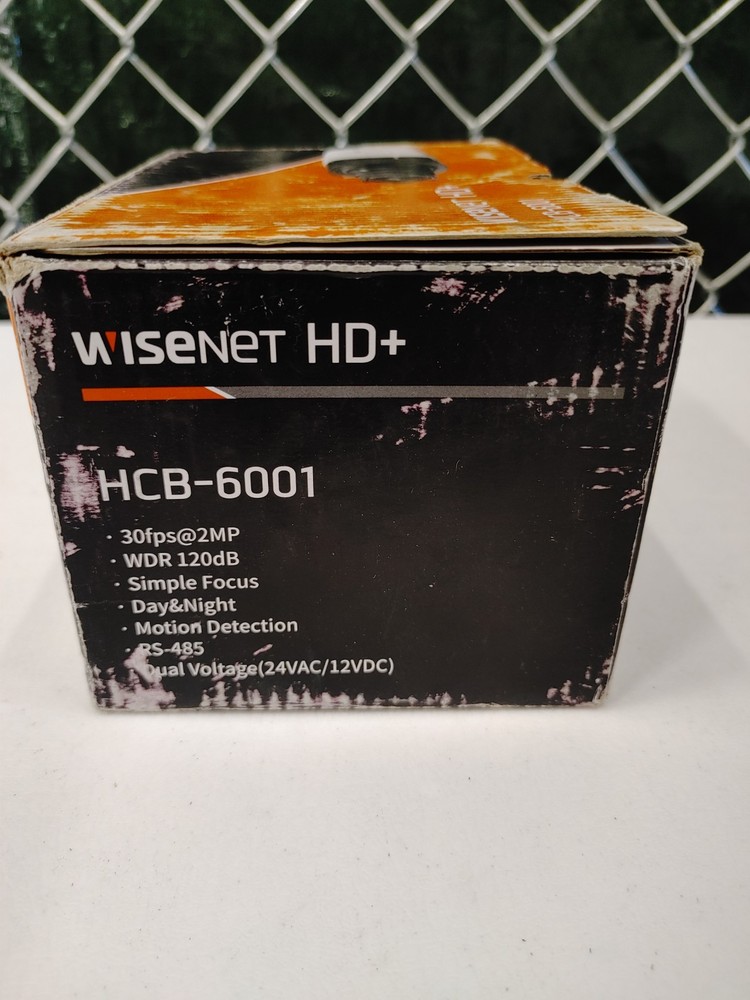 WISENET HD+
HCB-6001
· 30fps@2MP
· WDR 120dB
· Simple Focus
· Day&Night
· Motion Detection
RS-485
Dual Voltage(24VAC/12VDC)